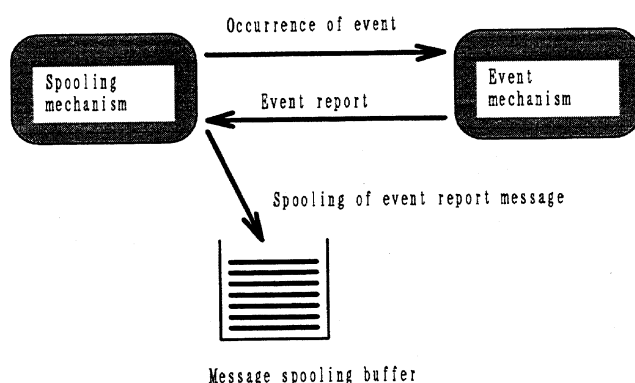 Occurrence of event
Spooling
mechanism
Event
mechanism
Event report
Spooling of event report message
Message spooling buffer